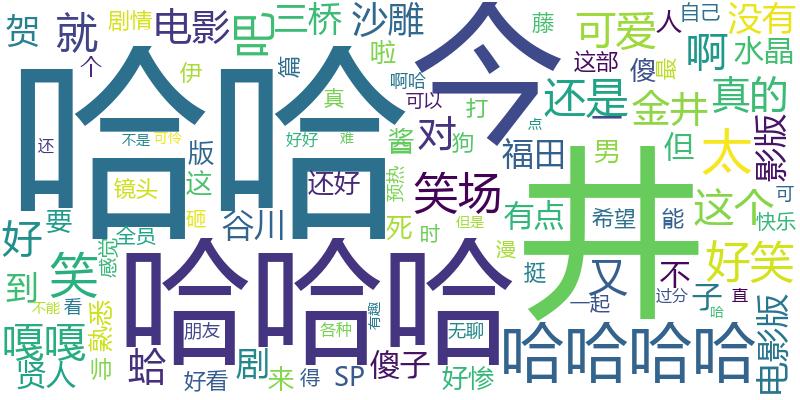 贺
就
剧情
电影
巴
三桥
沙雕
今
藤
可爱
自己
人
没有
啊
水晶
个
伊
篇
啦
啊哈
这部
傻
最
哈哈
真
可以
打
还是
一
金井
真的
影版
还
不是
可怜
好好
难
对
酱
狗
点
井
福田
男
但
太
版
这
镜头
还好
预热
笑场
好
要
砸
谷川
死
时
但是
有点
希望
能
这个
可
快乐
全员
感觉
笑
哈哈哈
漫
挺
又
不
好笑
到
不能
看
熟悉
朋友
各种
有趣
无聊
一起
过分
子
直
哈
电影版
嘎嘎
贤人
帅
蛤
好看
剧
来
得
SP
傻子
好惨
哈哈哈哈